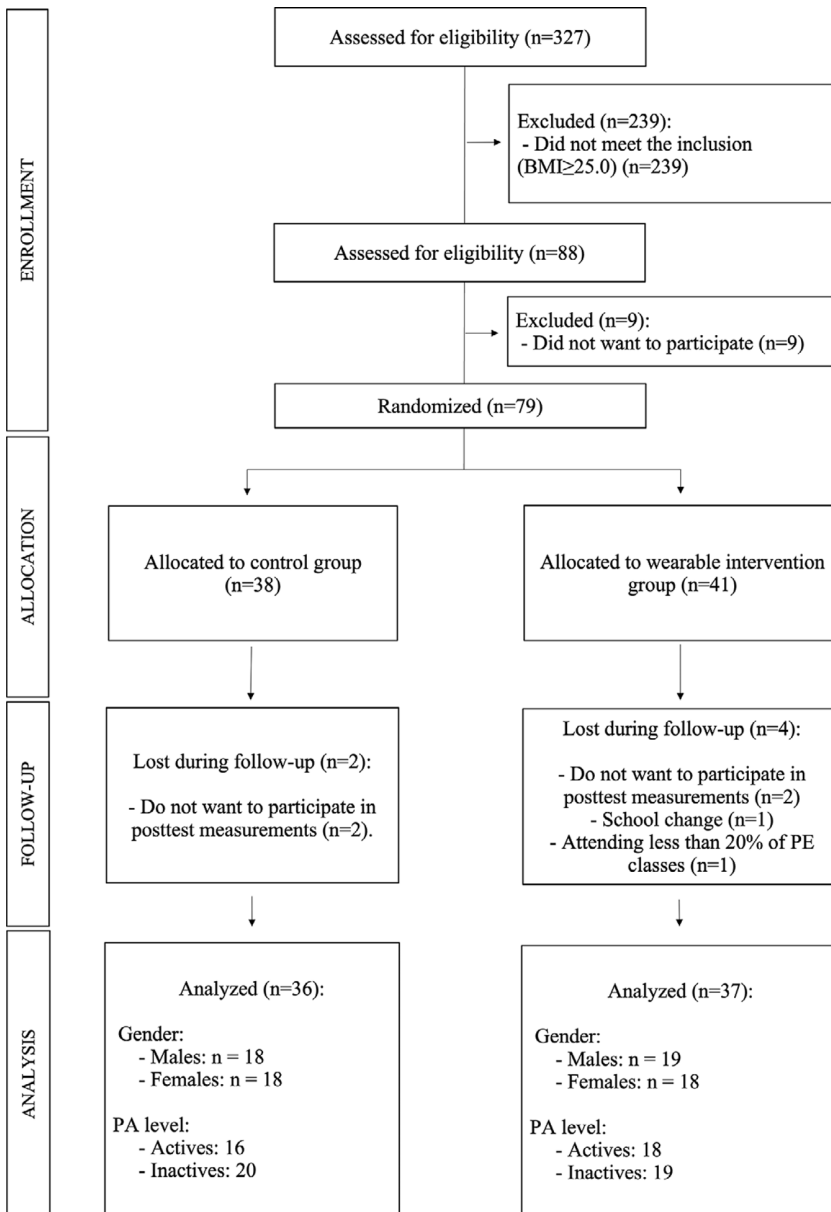 ENROLLMENT
Assessed for eligibility (n=327)
Excluded (n=239):
- Did not meet the inclusion
(BMI≥25.0) (n=239)
Assessed for eligibility (n=88)
Excluded (n=9):
- Did not want to participate (n=9)
Randomized (n=79)
ALLOCATION
Allocated to control group
(n=38)
Allocated to wearable intervention
group (n=41)
FOLLOW-UP
Lost during follow-up (n=2):
- Do not want to participate in
posttest measurements (n=2).
Lost during follow-up (n=4):
- Do not want to participate in
posttest measurements (n=2)
- School change (n=1)
- Attending less than 20% of PE
classes (n=1)
ANALYSIS
Analyzed (n=36):
Gender:
- Males: n = 18
- Females: n = 18
PA level:
- Actives: 16
- Inactives: 20
Analyzed (n=37):
Gender:
- Males: n = 19
- Females: n = 18
PA level:
- Actives: 18
- Inactives: 19